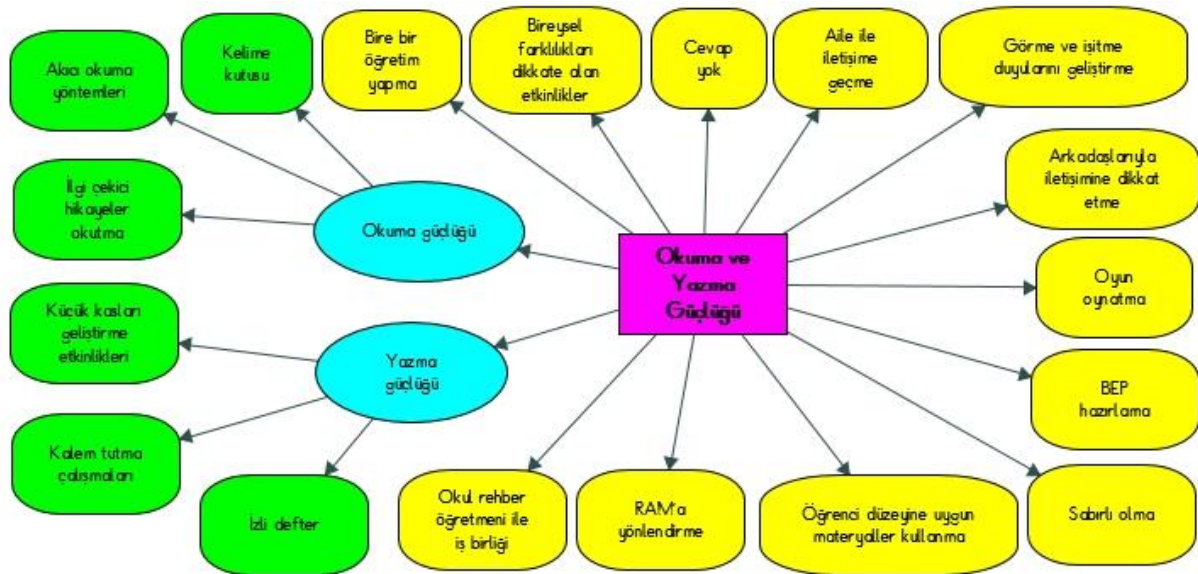 Akıcı okuma
yöntemleri
Kelime
kutusu
Bire bir
öğretim
yapma
Bireysel
farklılıkları
dikkate alan
etkinlikler
Cevap
yok
Aile ile
iletişime
geçme
Görme ve işitme
duyularını geliştirme
İlgi çekici
hikayeler
okutma
Okuma güçlüğü
Okuma ve
Yazma
Güçlüğü
Arkadaşlarıyla
iletişimine dikkat
etme
Oyun
oynatma
Küçük kasları
geliştirme
etkinlikleri
Yazma
güçlüğü
BEP
hazırlama
Kalem tutma
çalışmaları
İzli defter
Okul rehber
öğretmeni ile
iş birliği
RAM'a
yönlendirme
Öğrenci düzeyine uygun
materyaller kullanma
Sabırlı olma